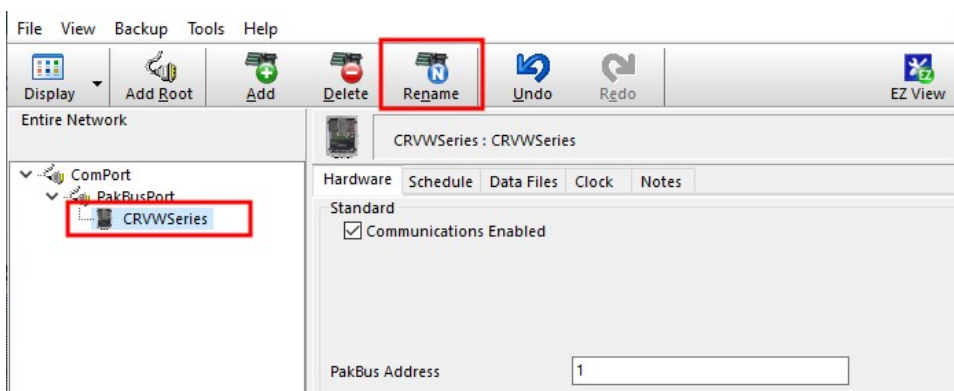 File View Backup Tools Help
Display Add Root Add Delete Rename Undo Redo EZ View
Entire Network
CRVWSeries : CRVWSeries
ComPort
PakBusPort
CRVWSeries
Hardware Schedule Data Files Clock Notes
Standard
Communications Enabled
PakBus Address 1